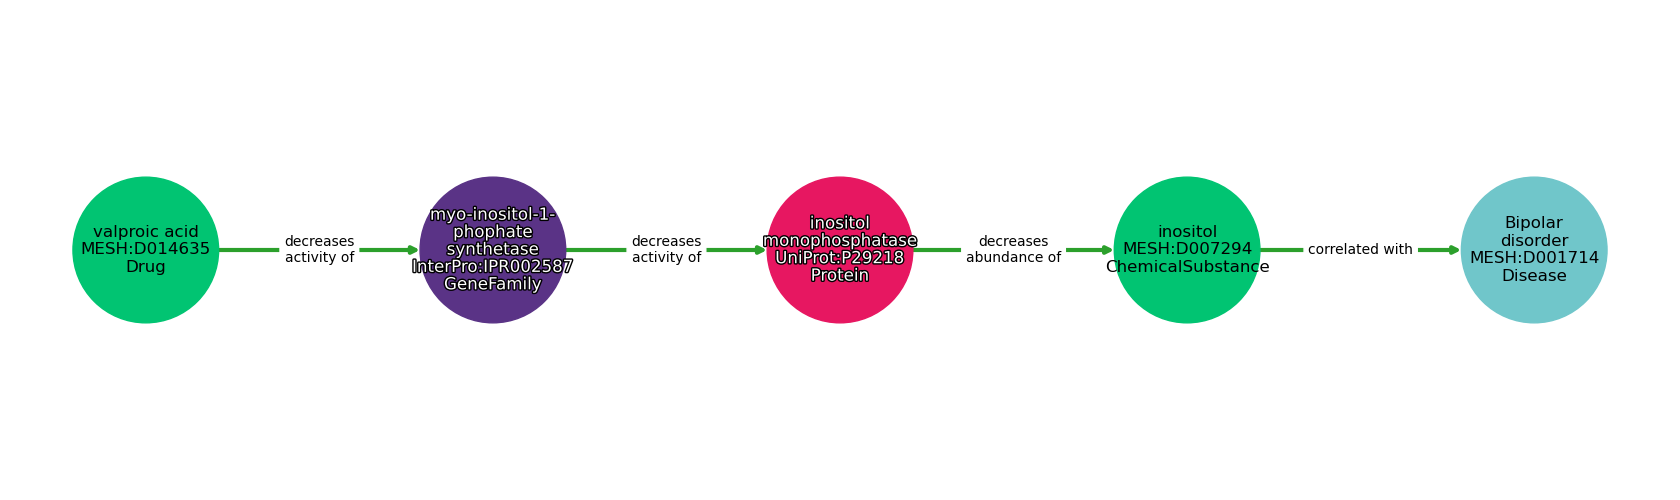 valproic acid
MESH:D014635
Drug
decreases
activity of
myo-inositol-1-
phophate
synthetase
InterPro:IPR002587
GeneFamily
decreases
activity of
inositol
monophosphatase
UniProt:P29218
Protein
decreases
abundance of
inositol
MESH:D007294
ChemicalSubstance
correlated with
Bipolar
disorder
MESH:D001714
Disease